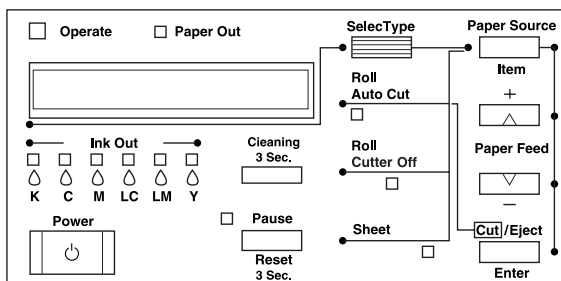 Operate
Paper Out
SelecType
Paper Source
Item
Roll
Auto Cut
+
Ink Out
Cleaning
3 Sec.
Roll
Cutter Off
Paper Feed
K C M LC LM Y
–
Power
Pause
Sheet
Cut /Eject
Reset
3 Sec.
Enter